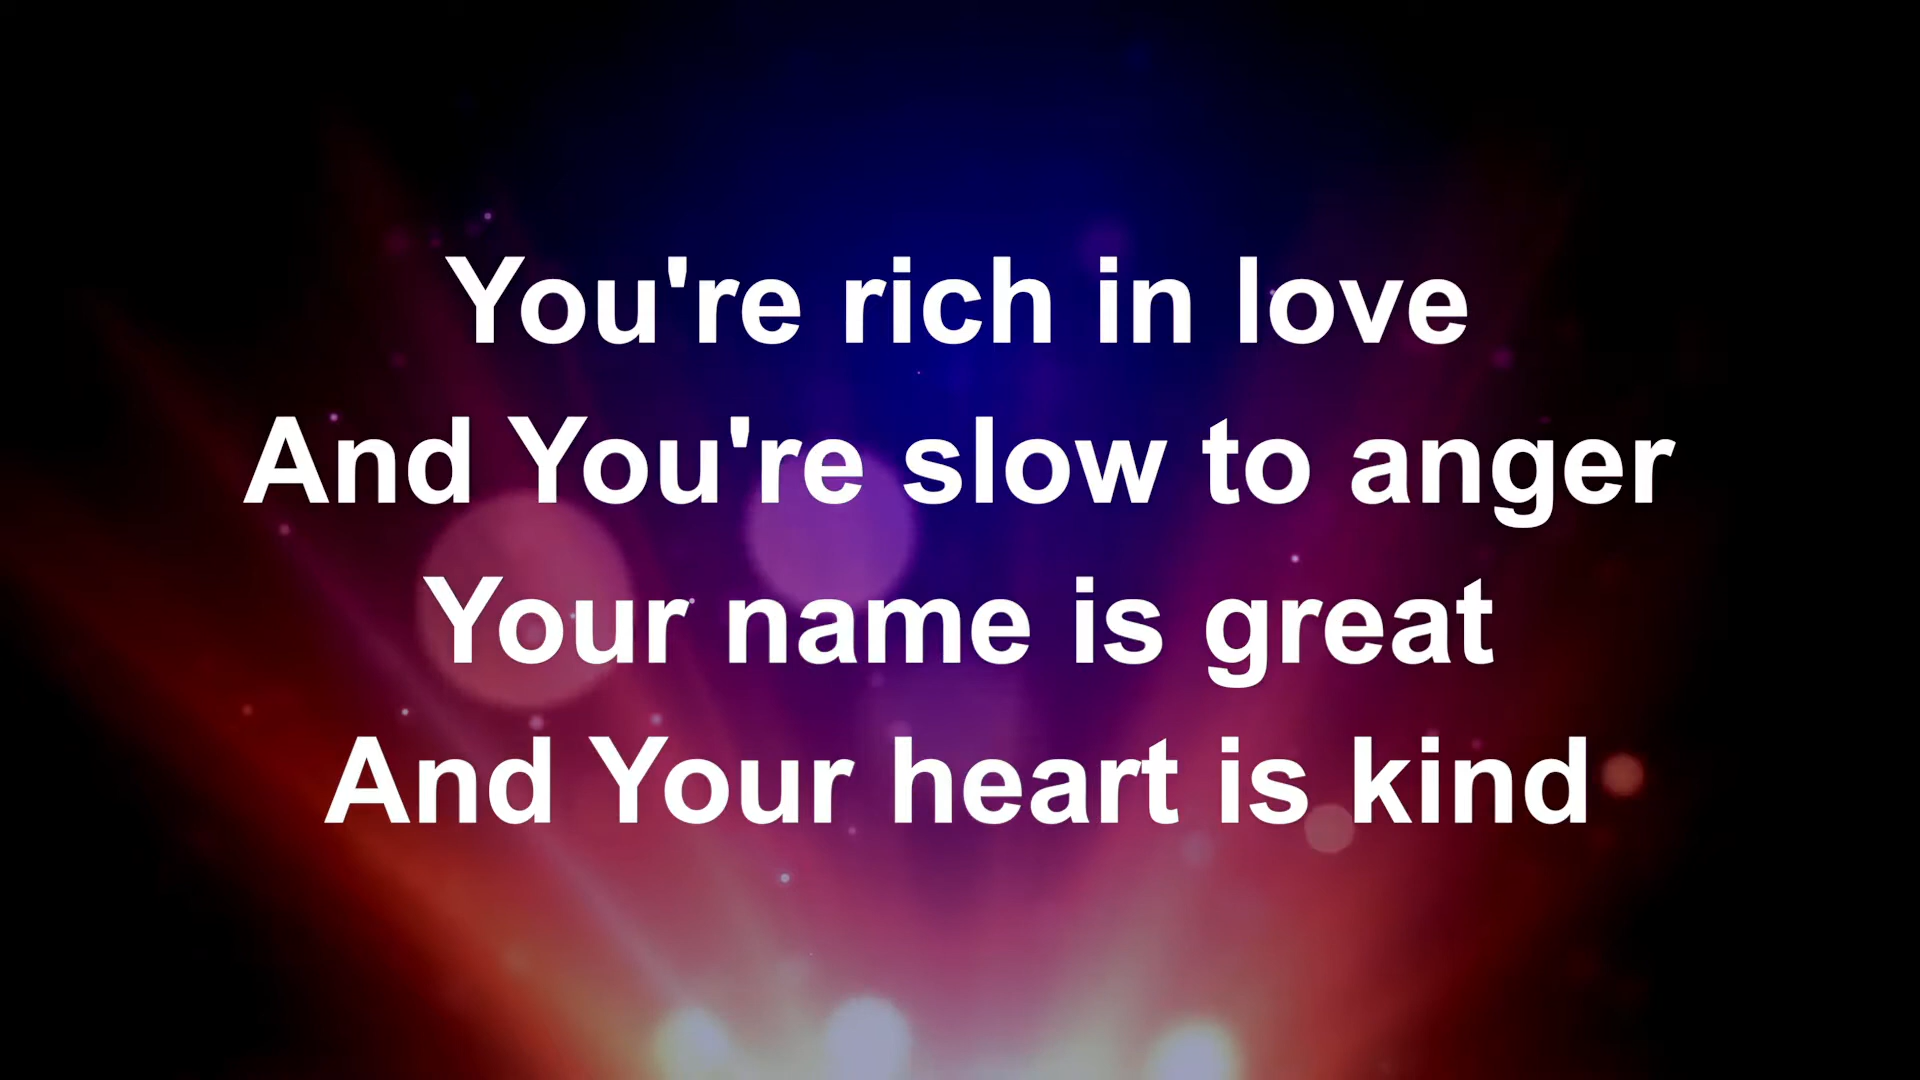 You're rich in love
And You're slow to anger
Your name is great
And Your heart is kind